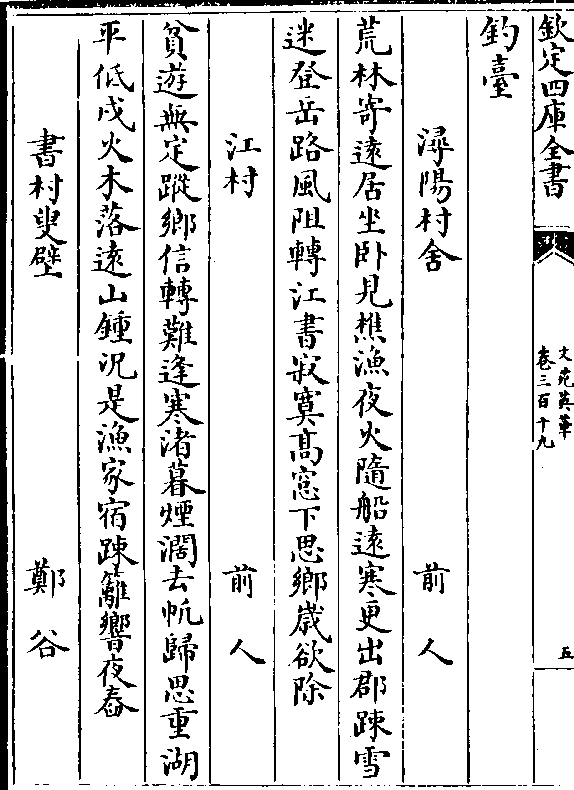 欽定四庫全書
文苑英華
卷三百十九
五
釣臺
潯陽村舍 前人
荒林寄遠居坐卧見樵漁夜火隨船遠寒更出郡踈雪
迷登岳路風阻轉江書寂寞髙窓下思鄉歳欲除
江村 前人
貧遊無定蹤鄉信轉難逢寒渚暮煙濶去帆歸思重湖
平低戍火木落遠山鍾况是漁家宿踈籬響夜舂
書村叟壁 鄭谷